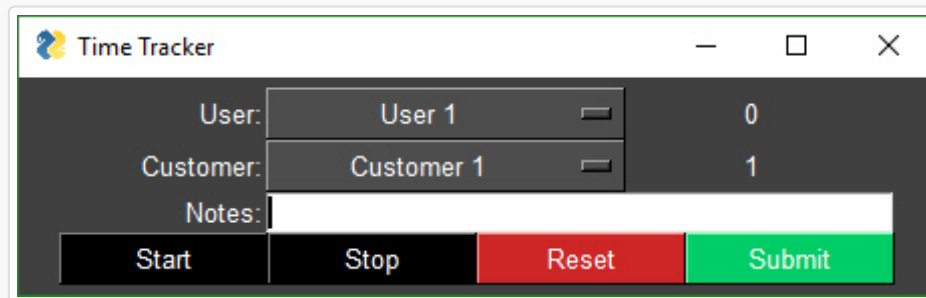 Time Tracker
User: User 1 0
Customer: Customer 1 1
Notes:
Start Stop Reset Submit